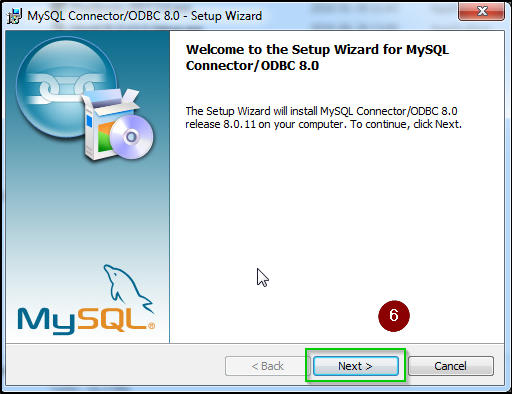 MySQL Connector/ODBC 8.0 - Setup Wizard
Welcome to the Setup Wizard for MySQL
Connector/ODBC 8.0
The Setup Wizard will install MySQL Connector/ODBC 8.0
release 8.0.11 on your computer. To continue, click Next.
MySQL®
6
< Back
Next >
Cancel